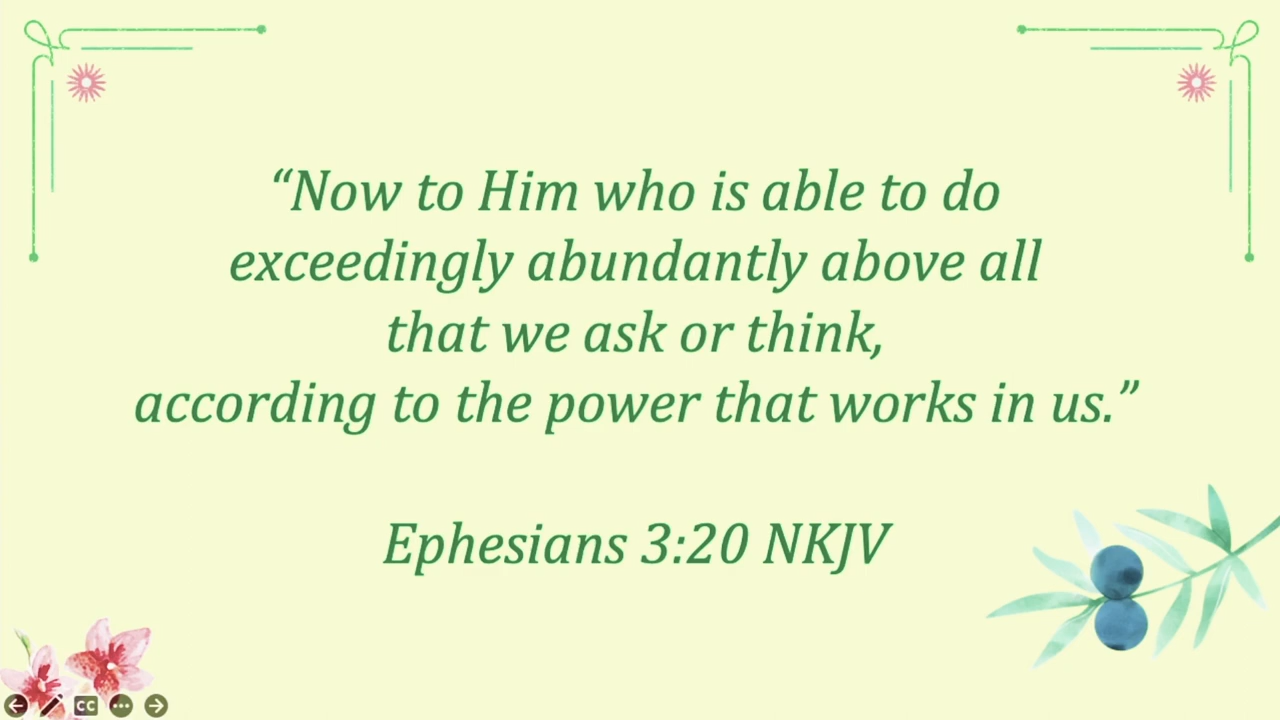 “Now to Him who is able to do
exceedingly abundantly above all
that we ask or think,
according to the power that works in us.”
Ephesians 3:20 NKJV
CC